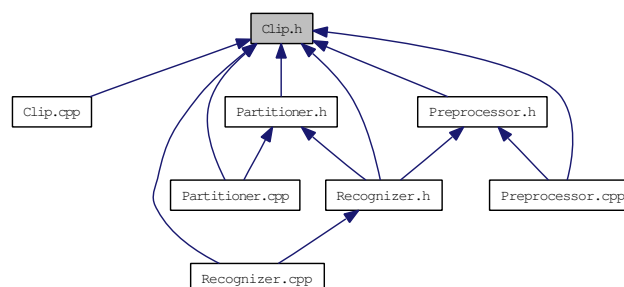 Clip.h
Clip.cpp
Partitioner.h
Preprocessor.h
Partitioner.cpp
Recognizer.h
Preprocessor.cpp
Recognizer.cpp